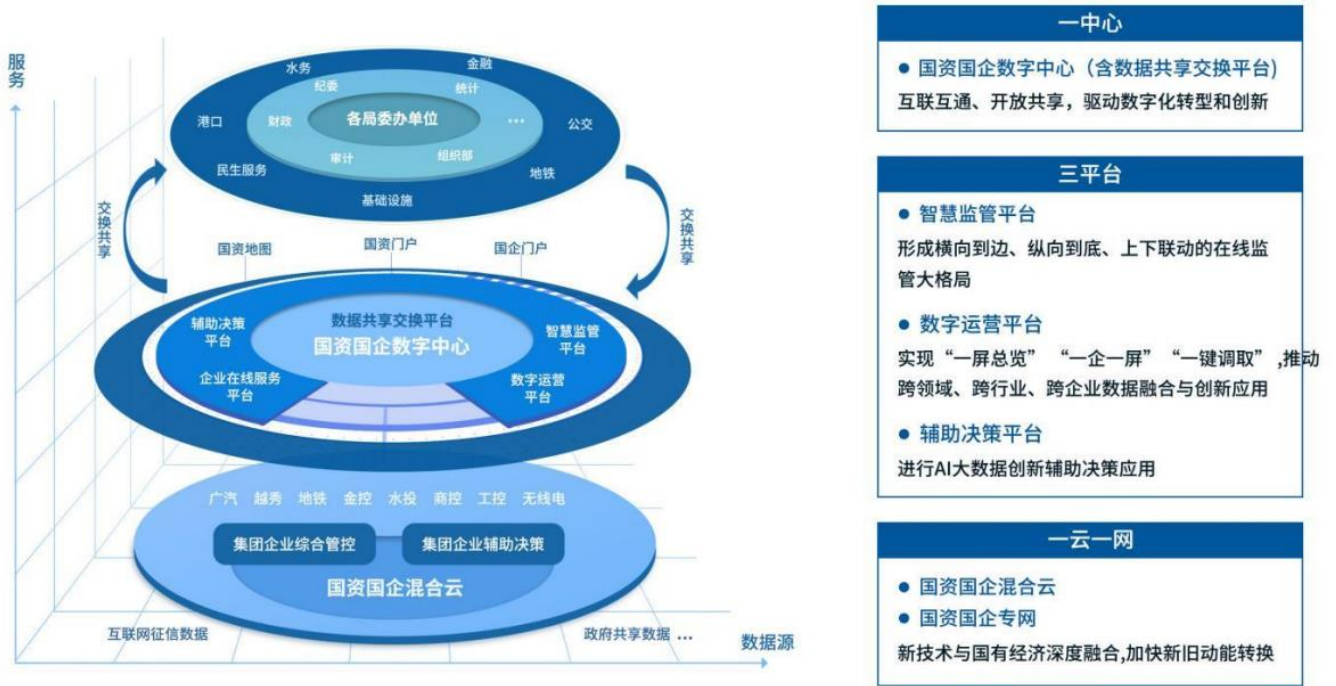 服务
水务
金融
纪委
统计
港口
财政
各局委办单位
...
公交
审计
组织部
民生服务
地铁
基础设施
交换共享
交换共享
国资地图
国资门户
国企门户
辅助决策
平台
数据共享交换平台
国资国企数字中心
智慧监管
平台
企业在线服务
平台
数字运营
平台
广汽 越秀 地铁 金控 水投 商控 工控 无线电
集团企业综合管控
集团企业辅助决策
国资国企混合云
互联网征信数据
政府共享数据 ...
数据源
一中心
● 国资国企数字中心（含数据共享交换平台)
互联互通、开放共享，驱动数字化转型和创新
三平台
● 智慧监管平台
形成横向到边、纵向到底、上下联动的在线监
管大格局
● 数字运营平台
实现“一屏总览” “一企一屏” “一键调取” ,推动
跨领域、跨行业、跨企业数据融合与创新应用
● 辅助决策平台
进行AI大数据创新辅助决策应用
一云一网
● 国资国企混合云
● 国资国企专网
新技术与国有经济深度融合,加快新旧动能转换